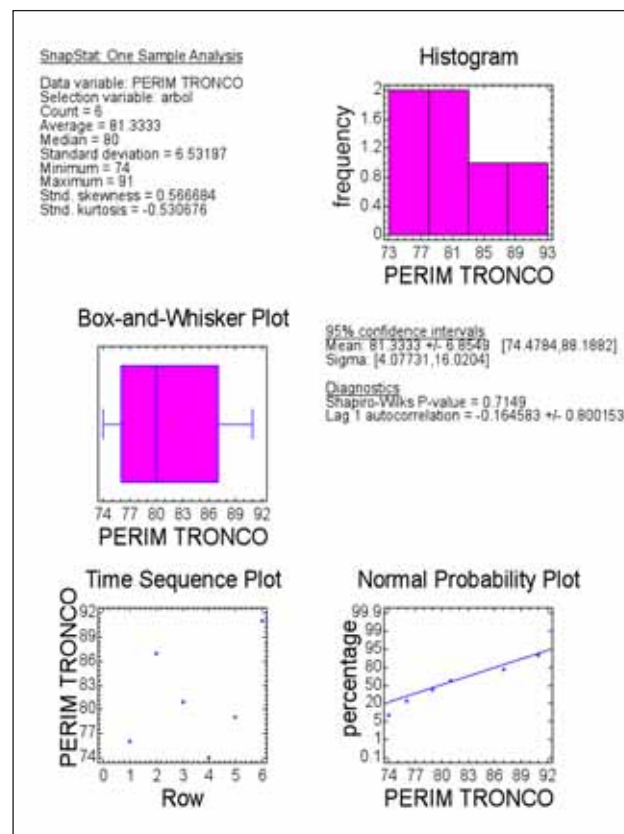 SnapStat: One Sample Analysis
Data variable: PERIM TRONCO
Selection variable: arbol
Count = 6
Average = 81.3333
Median = 80
Standard deviation = 6.53197
Minimum = 74
Maximum = 91
Stnd. skewness = 0.566684
Stnd. kurtosis = -0.530676
Histogram
frequency
2
1.6
1.2
0.8
0.4
0
73 77 81 85 89 93
PERIM TRONCO
Box-and-Whisker Plot
74 77 80 83 86 89 92
PERIM TRONCO
95% confidence intervals
Mean: 81.3333 +/- 6.8549 [74.4784,88.1882]
Sigma: [4.07731,16.0204]
Diagnostics
Shapiro-Wilks P-value = 0.7149
Lag 1 autocorrelation = -0.164583 +/- 0.800153
Time Sequence Plot
PERIM TRONCO
92
89
86
83
80
77
74
0 1 2 3 4 5 6
Row
Normal Probability Plot
percentage
99.9
99
95
80
50
20
5
1
0.1
74 77 80 83 86 89 92
PERIM TRONCO